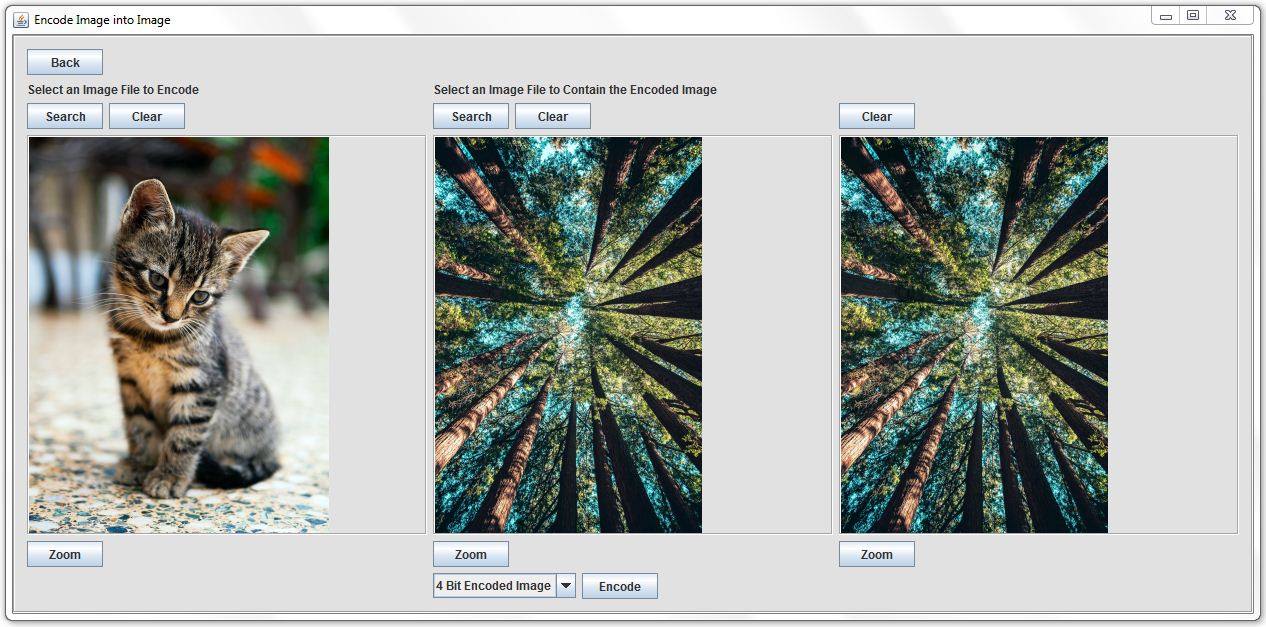 Encode Image into Image
Back
Select an Image File to Encode
Select an Image File to Contain the Encoded Image
Search
Clear
Search
Clear
Clear
Zoom
Zoom
Zoom
4 Bit Encoded Image
Encode